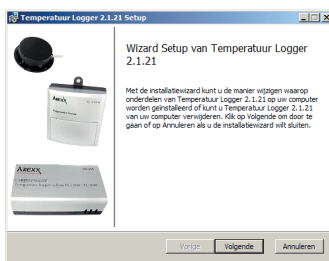 Temperatuur Logger 2.1.21 Setup
Wizard Setup van Temperatuur Logger
2.1.21
Met de installatiewizard kunt u de manier wijzigen waarop
onderdelen van Temperatuur Logger 2.1.21 op uw computer
worden geïnstalleerd of kunt u Temperatuur Logger 2.1.21
van uw computer verwijderen. Klik op Volgende om door te
gaan of op Annuleren als u de installatiewizard wilt sluiten.
AREXX
AREXX
Vorige
Volgende
Annuleren